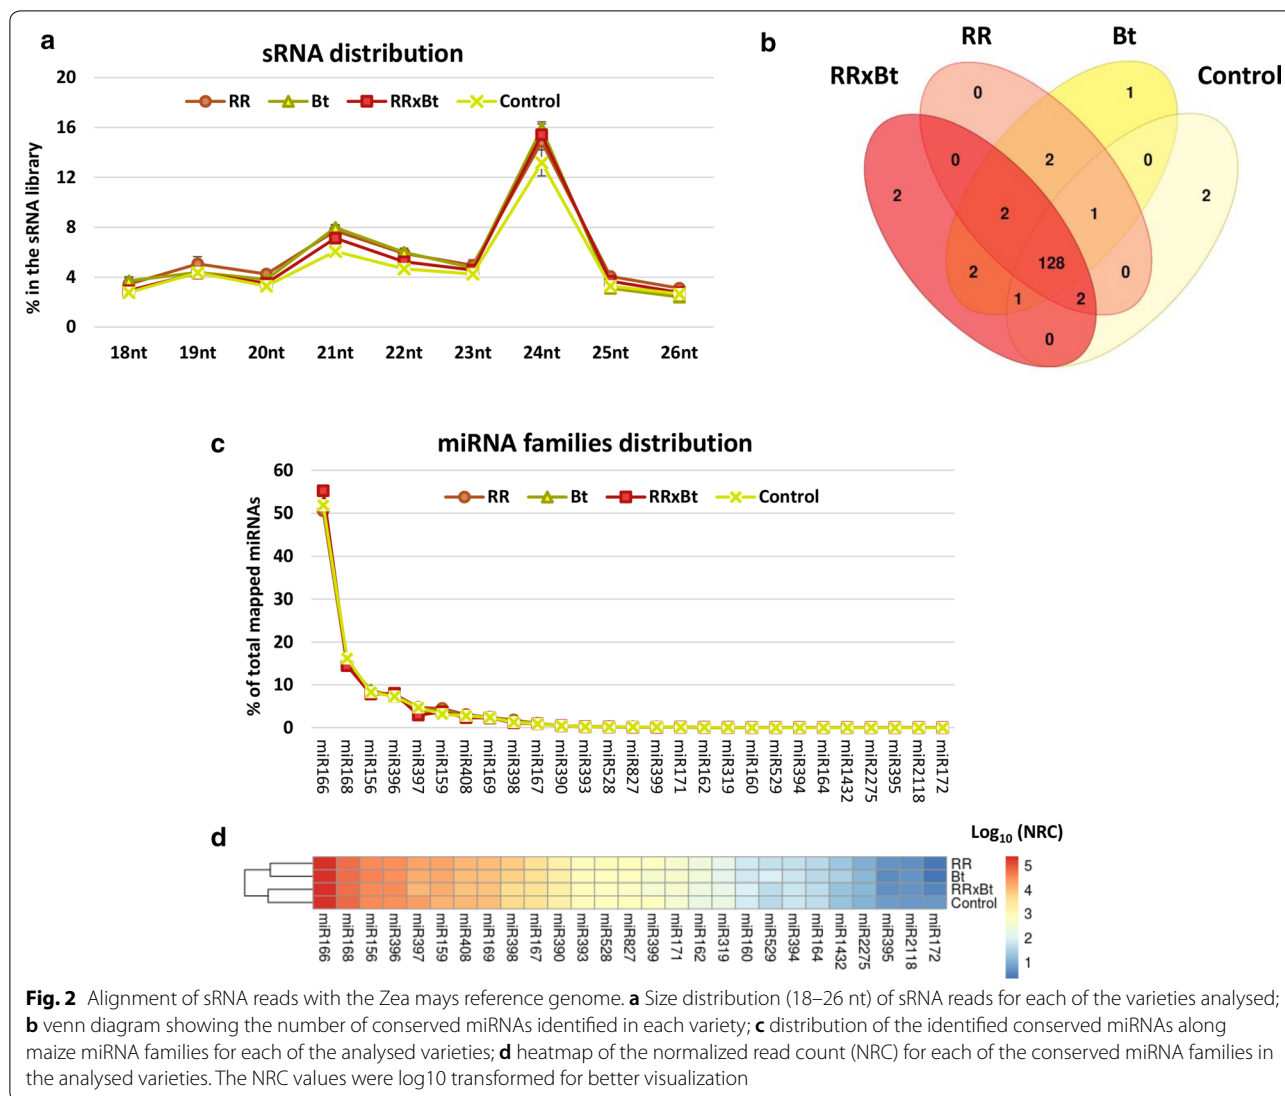 a
sRNA distribution
RR Bt RRxBt Control
% in the sRNA library
20
16
12
8
4
0
18nt 19nt 20nt 21nt 22nt 23nt 24nt 25nt 26nt
b
RR Bt
RRxBt Control
0 1
0 2 0
2 2 1 2
128
2 0
1 2
0
c
miRNA families distribution
RR Bt RRxBt Control
% of total mapped miRNAs
60
50
40
30
20
10
0
miR166 miR168 miR156 miR396 miR397 miR159 miR408 miR169 miR398 miR167 miR390 miR393 miR528 miR827 miR399 miR171 miR162 miR319 miR160 miR529 miR394 miR164 miR1432 miR2275 miR395 miR2118 miR172
d
Log10 (NRC)
RR
Bt
RRxBt
Control
5
4
3
2
1
miR166 miR168 miR156 miR396 miR397 miR159 miR408 miR169 miR398 miR167 miR390 miR393 miR528 miR827 miR399 miR171 miR162 miR319 miR160 miR529 miR394 miR164 miR1432 miR2275 miR395 miR2118 miR172
Fig. 2 Alignment of sRNA reads with the Zea mays reference genome. a Size distribution (18–26 nt) of sRNA reads for each of the varieties analysed;
b venn diagram showing the number of conserved miRNAs identified in each variety; c distribution of the identified conserved miRNAs along
maize miRNA families for each of the analysed varieties; d heatmap of the normalized read count (NRC) for each of the conserved miRNA families in
the analysed varieties. The NRC values were log10 transformed for better visualization